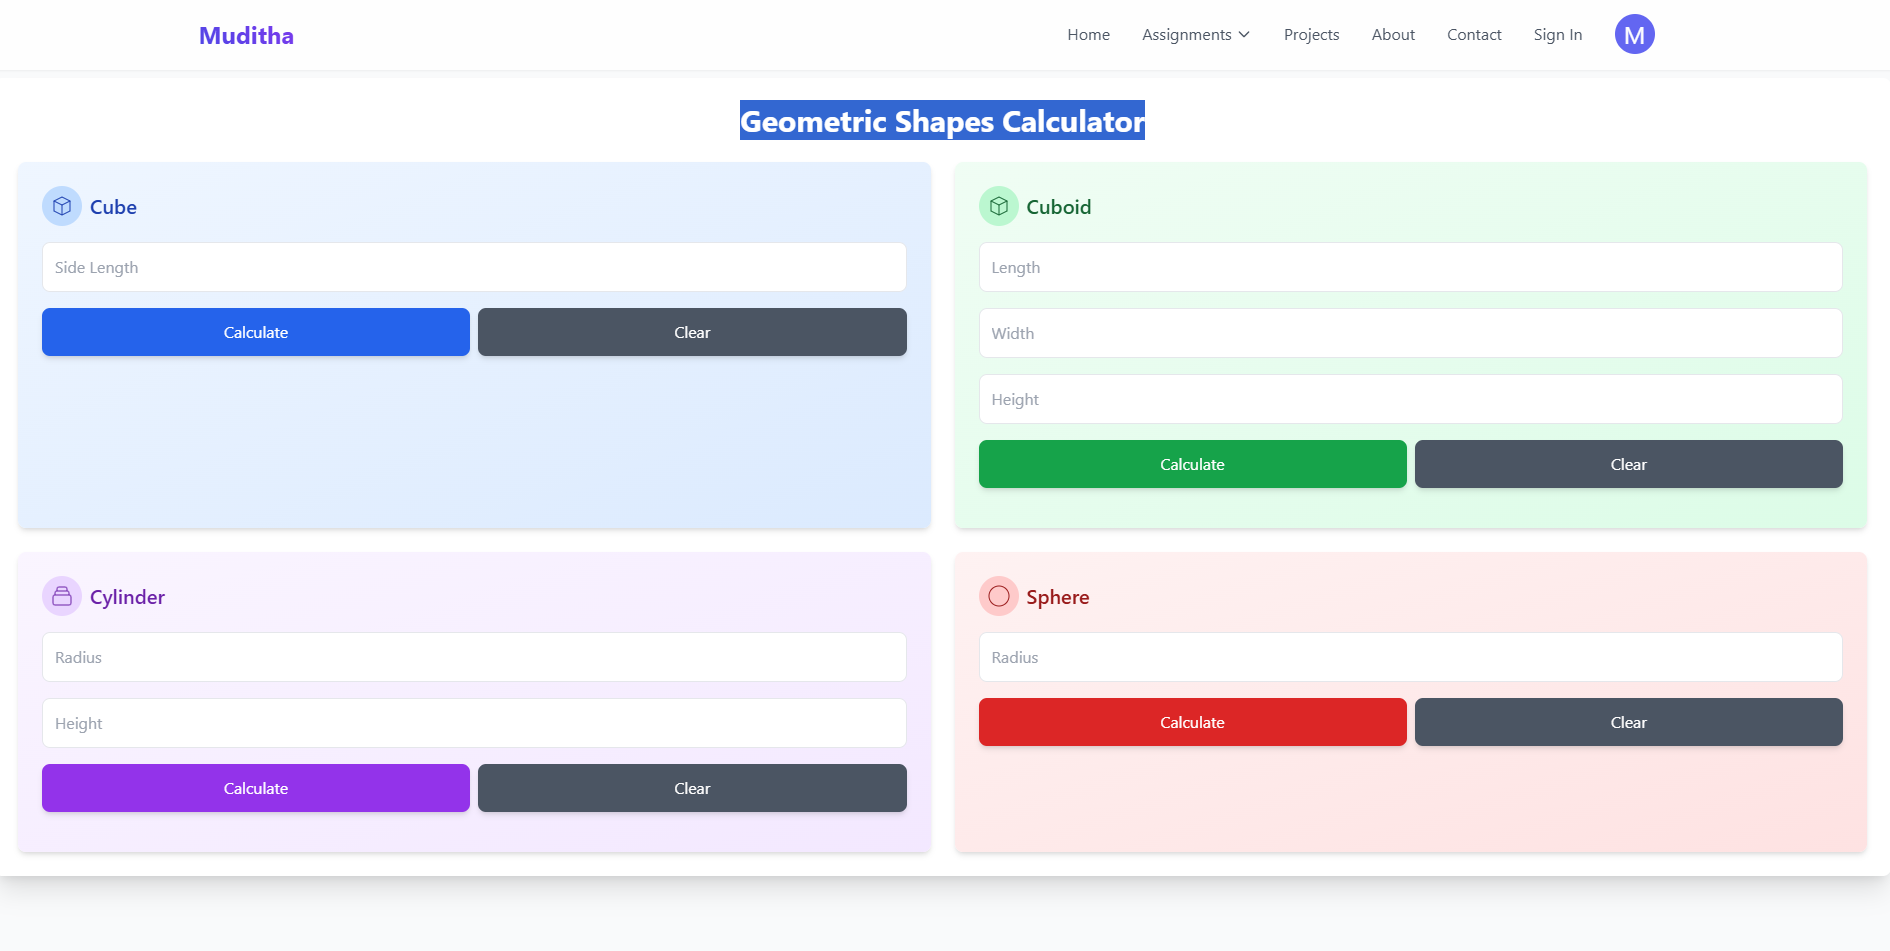 Muditha
Home Assignments Projects About Contact Sign In M
Geometric Shapes Calculator
Cube
Side Length
Calculate Clear
Cuboid
Length
Width
Height
Calculate Clear
Cylinder
Radius
Height
Calculate Clear
Sphere
Radius
Calculate Clear